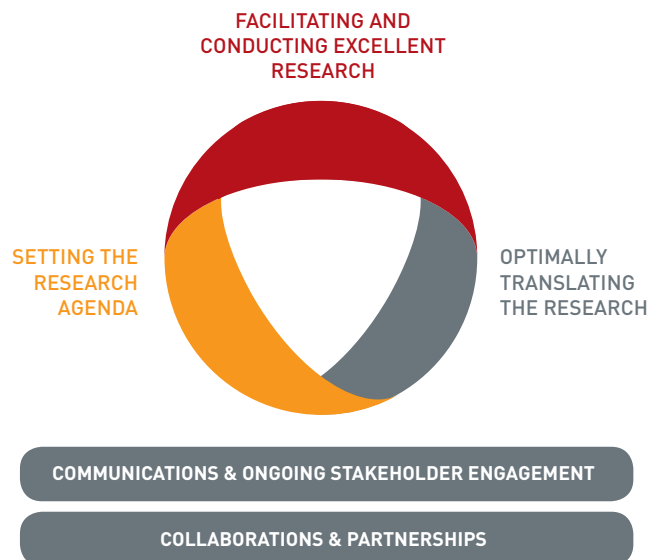 FACILITATING AND
CONDUCTING EXCELLENT
RESEARCH
SETTING THE
RESEARCH
AGENDA
OPTIMALLY
TRANSLATING
THE RESEARCH
COMMUNICATIONS & ONGOING STAKEHOLDER ENGAGEMENT
COLLABORATIONS & PARTNERSHIPS